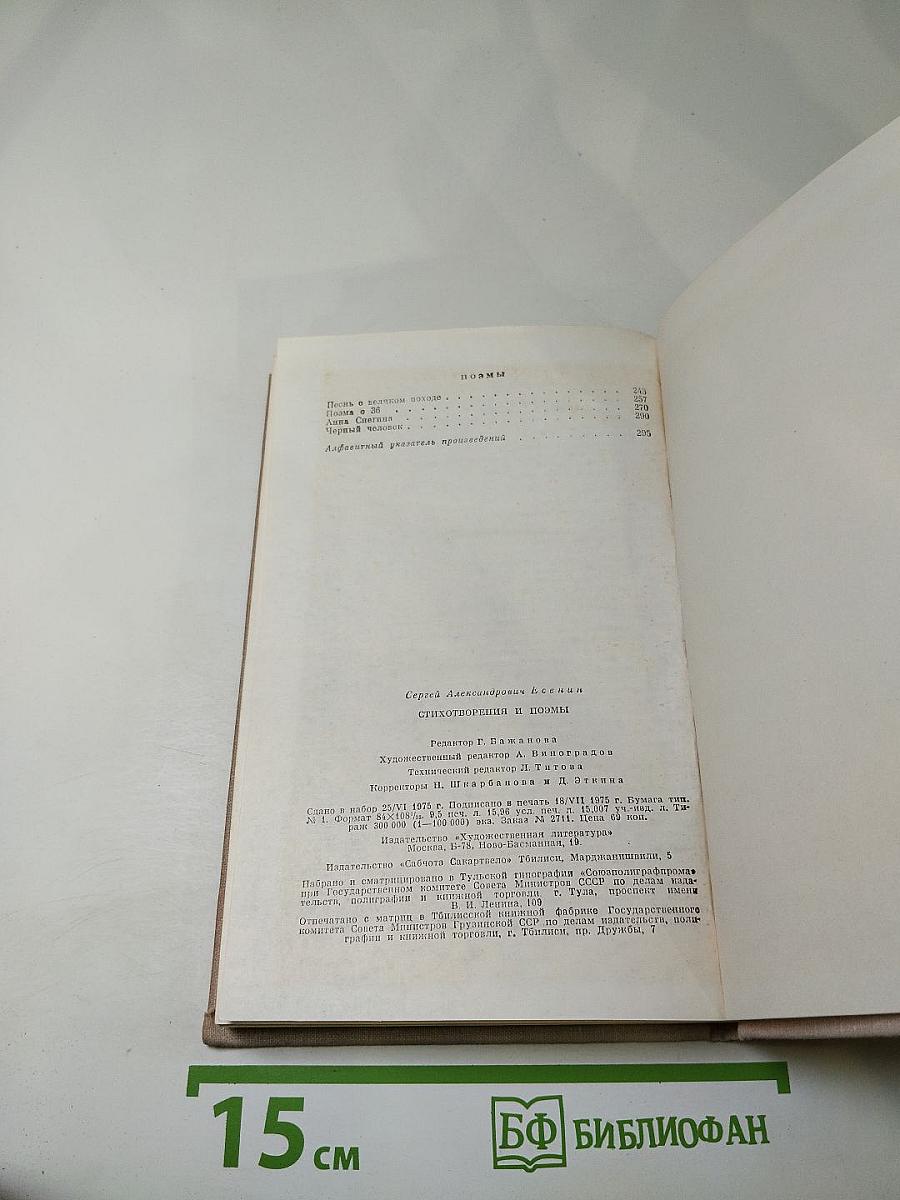 ПОЭМЫ
Песнь о великом походе . . . . . . . . . . . . 243
Поэма о 36 . . . . . . . . . . . . 257
Анна Снегина . . . . . . . . . . . . 270
Черный человек . . . . . . . . . . . . 290
Алфавитный указатель произведений . . . . . . . . . 295
Сергей Александрович Есенин
СТИХОТВОРЕНИЯ И ПОЭМЫ
Редактор Г. Бажанова
Художественный редактор А. Виноградов
Технический редактор Л. Титова
Корректоры Н. Шкарбанова и Д. Эткина
Сдано в набор 25/VI 1975 г. Подписано в печать 18/VII 1975 г. Бумага тип.
№ 1. Формат 84×108¹/₃₂. 9,5 печ. л. 15,96 усл. печ. л. 15,007 уч.-изд. л. Ти-
раж 300 000 (1—100 000) экз. Заказ № 2711. Цена 69 коп.
Издательство «Художественная литература»
Москва, Б-78, Ново-Басманная, 19.
Издательство «Сабчота Сакартвело» Тбилиси, Марджанишвили, 5
Набрано и сматрицировано в Тульской типографии «Союзполиграфпрома»
при Государственном комитете Совета Министров СССР по делам изда-
тельств, полиграфии и книжной торговли. г. Тула, проспект имени
В. И. Ленина, 109
Отпечатано с матриц в Тбилисской книжной фабрике Государственного
комитета Совета Министров Грузинской ССР по делам издательств, поли-
графии и книжной торговли, г. Тбилиси, пр. Дружбы, 7
15 см
БФ БИБЛИОФАН